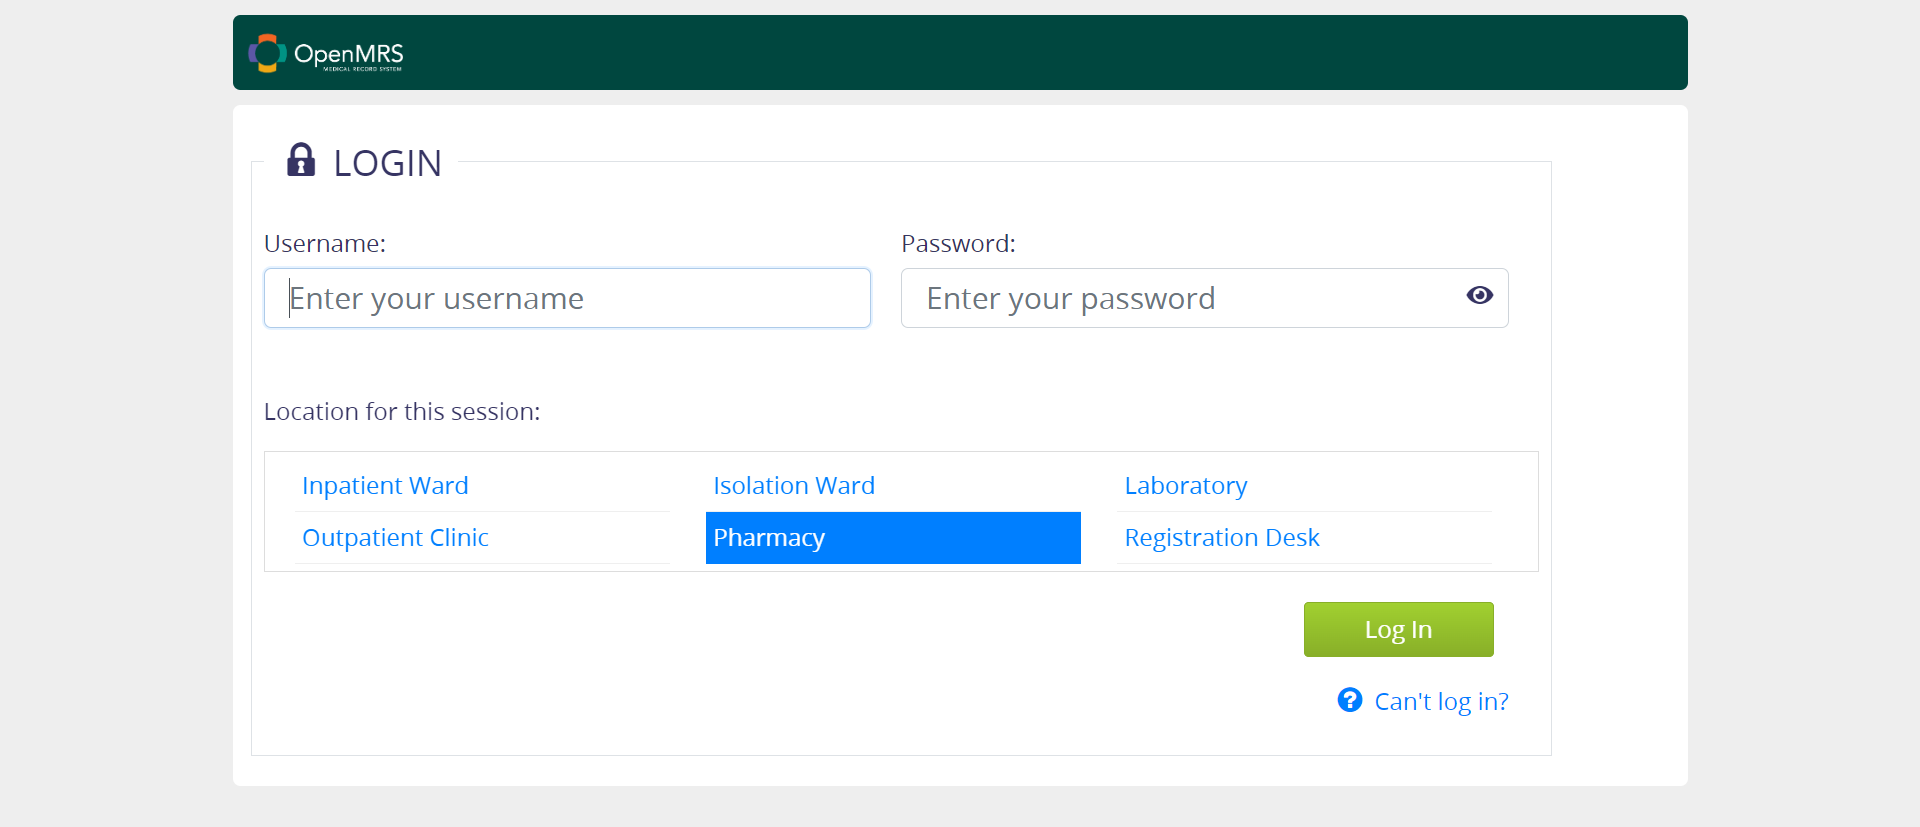 OpenMRS
MEDICAL RECORD SYSTEM
LOGIN
Username:
Password:
Enter your username
Enter your password
Location for this session:
Inpatient Ward
Isolation Ward
Laboratory
Outpatient Clinic
Pharmacy
Registration Desk
Log In
Can't log in?